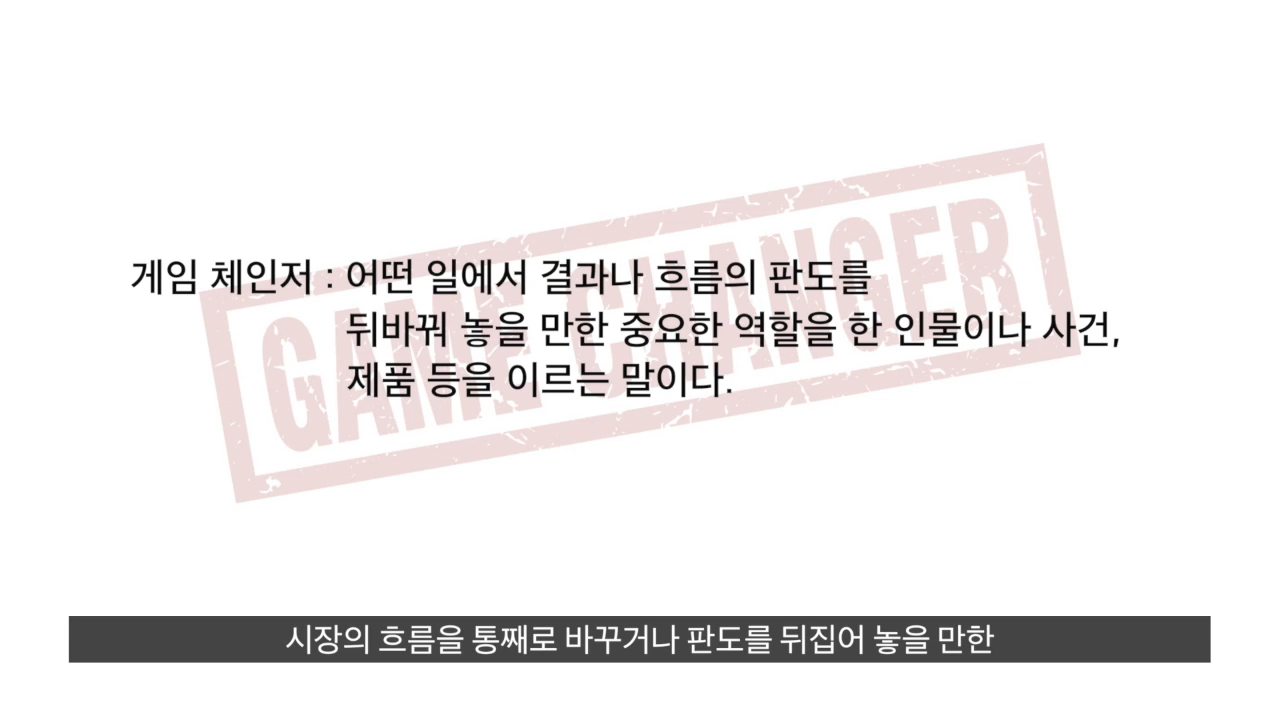 GAME CHANGER
게임 체인저 : 어떤 일에서 결과나 흐름의 판도를
뒤바꿔 놓을 만한 중요한 역할을 한 인물이나 사건,
제품 등을 이르는 말이다.
시장의 흐름을 통째로 바꾸거나 판도를 뒤집어 놓을 만한